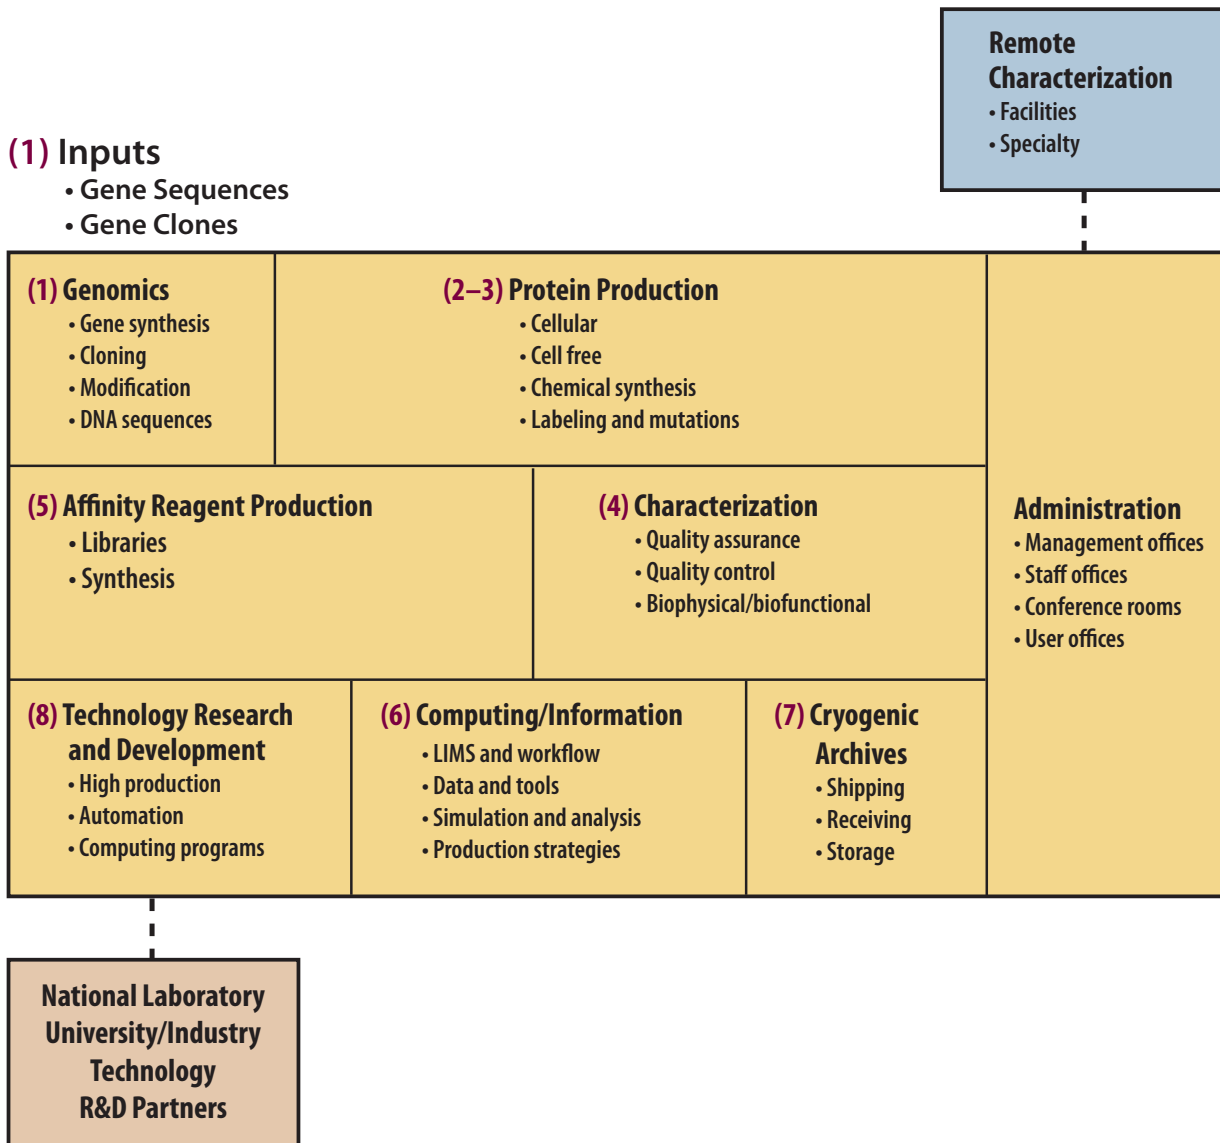 Remote
Characterization
• Facilities
• Specialty
(1) Inputs
• Gene Sequences
• Gene Clones
(1) Genomics
• Gene synthesis
• Cloning
• Modification
• DNA sequences
(2–3) Protein Production
• Cellular
• Cell free
• Chemical synthesis
• Labeling and mutations
(5) Affinity Reagent Production
• Libraries
• Synthesis
(4) Characterization
• Quality assurance
• Quality control
• Biophysical/biofunctional
Administration
• Management offices
• Staff offices
• Conference rooms
• User offices
(8) Technology Research
and Development
• High production
• Automation
• Computing programs
(6) Computing/Information
• LIMS and workflow
• Data and tools
• Simulation and analysis
• Production strategies
(7) Cryogenic
Archives
• Shipping
• Receiving
• Storage
National Laboratory
University/Industry
Technology
R&D Partners